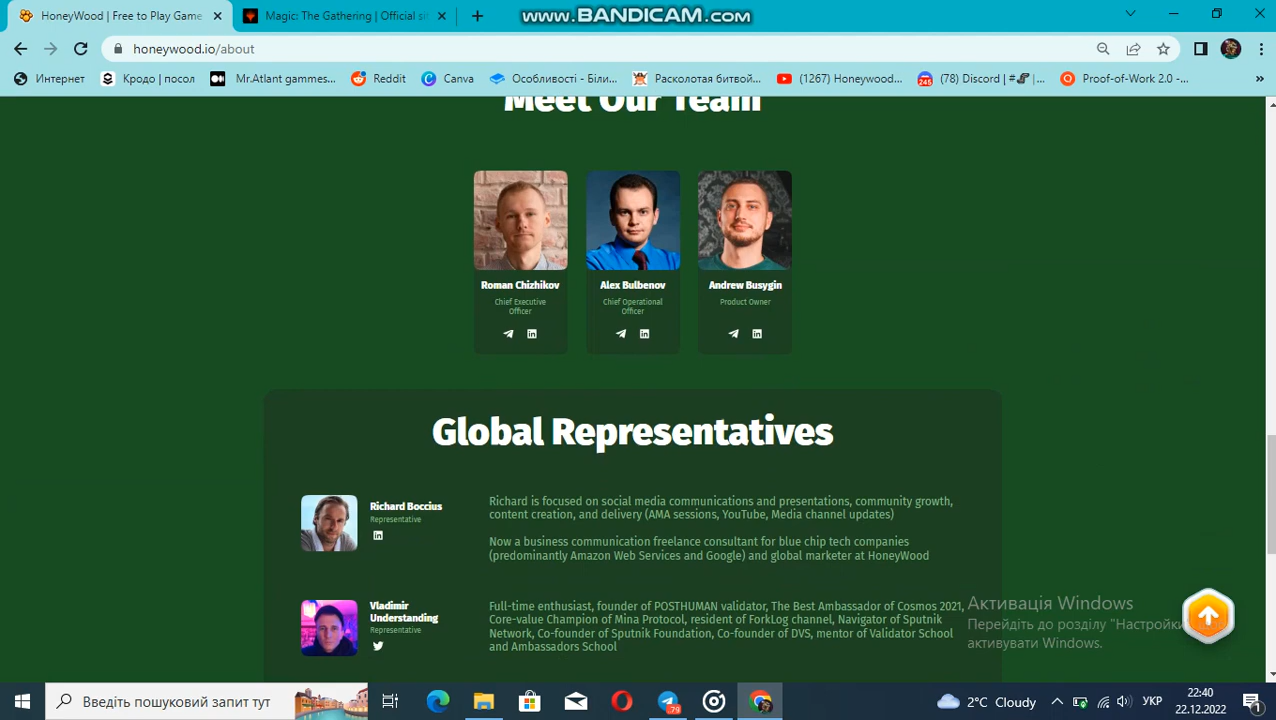 HoneyWood | Free to Play Game
Magic: The Gathering | Official sit
www.BANDICAM.com
honeywood.io/about
Интернет
Кродо | посол
Mr.Atlant gammes...
Reddit
Canva
Особливості - Біли...
Расколотая битвой...
(1267) Honeywood...
245
(78) Discord | #🖇 |...
Proof-of-Work 2.0 -...
Meet Our Team
Roman Chizhikov
Chief Executive
Officer
Alex Bulbenov
Chief Operational
Officer
Andrew Busygin
Product Owner
Global Representatives
Richard Boccius
Representative
Richard is focused on social media communications and presentations, community growth,
content creation, and delivery (AMA sessions, YouTube, Media channel updates)
Now a business communication freelance consultant for blue chip tech companies
(predominantly Amazon Web Services and Google) and global marketer at HoneyWood
Vladimir
Understanding
Representative
Full-time enthusiast, founder of POSTHUMAN validator, The Best Ambassador of Cosmos 2021,
Core-value Champion of Mina Protocol, resident of ForkLog channel, Navigator of Sputnik
Network, Co-founder of Sputnik Foundation, Co-founder of DVS, mentor of Validator School
and Ambassadors School
Активація Windows
Перейдіть до розділу "Настройки
активувати Windows.
Введіть пошуковий запит тут
79
2°C Cloudy
УКР
22:40
22.12.2022
1